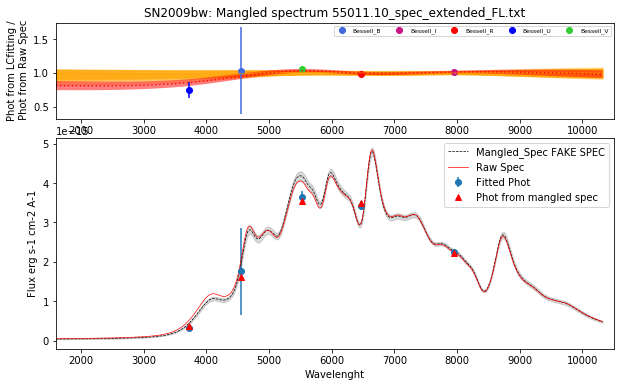 SN2009bw: Mangled spectrum 55011.10_spec_extended_FL.txt
Phot from LCfitting /
Phot from Raw Spec
1.5
1.0
0.5
Bessell_B
Bessell_I
Bessell_R
Bessell_U
Bessell_V
2000 3000 4000 5000 6000 7000 8000 9000 10000
Flux erg s-1 cm-2 A-1
5
4
3
2
1
0
Mangled_Spec FAKE SPEC
Raw Spec
Fitted Phot
Phot from mangled spec
2000 3000 4000 5000 6000 7000 8000 9000 10000
Wavelenght